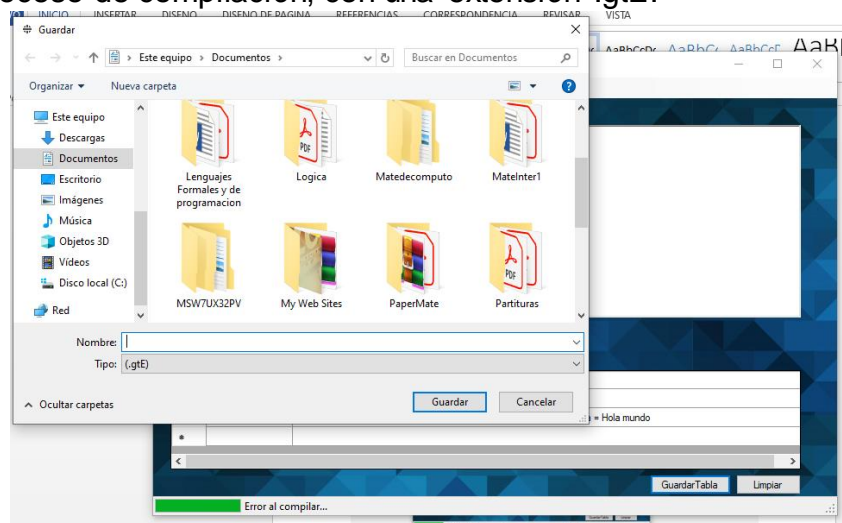 ceso de compilación, con una extensión .gtE.
INICIO INSERTAR DISEÑO DISEÑO DE PÁGINA REFERENCIAS CORRESPONDENCIA REVISAR VISTA
Guardar
AaBbCcDc AaBbCc AaBbCcD AaB
Este equipo > Documentos >
Buscar en Documentos
Organizar
Nueva carpeta
Este equipo
Descargas
Documentos
Escritorio
Imágenes
Música
Objetos 3D
Vídeos
Disco local (C:)
Red
Lenguajes Formales y de programacion
Logica
Matedecomputo
MateInter1
MSW7UX32PV
My Web Sites
PaperMate
Partituras
Nombre:
Tipo: (.gtE)
Ocultar carpetas
Guardar
Cancelar
= Hola mundo
GuardarTabla
Limpiar
Error al compilar...